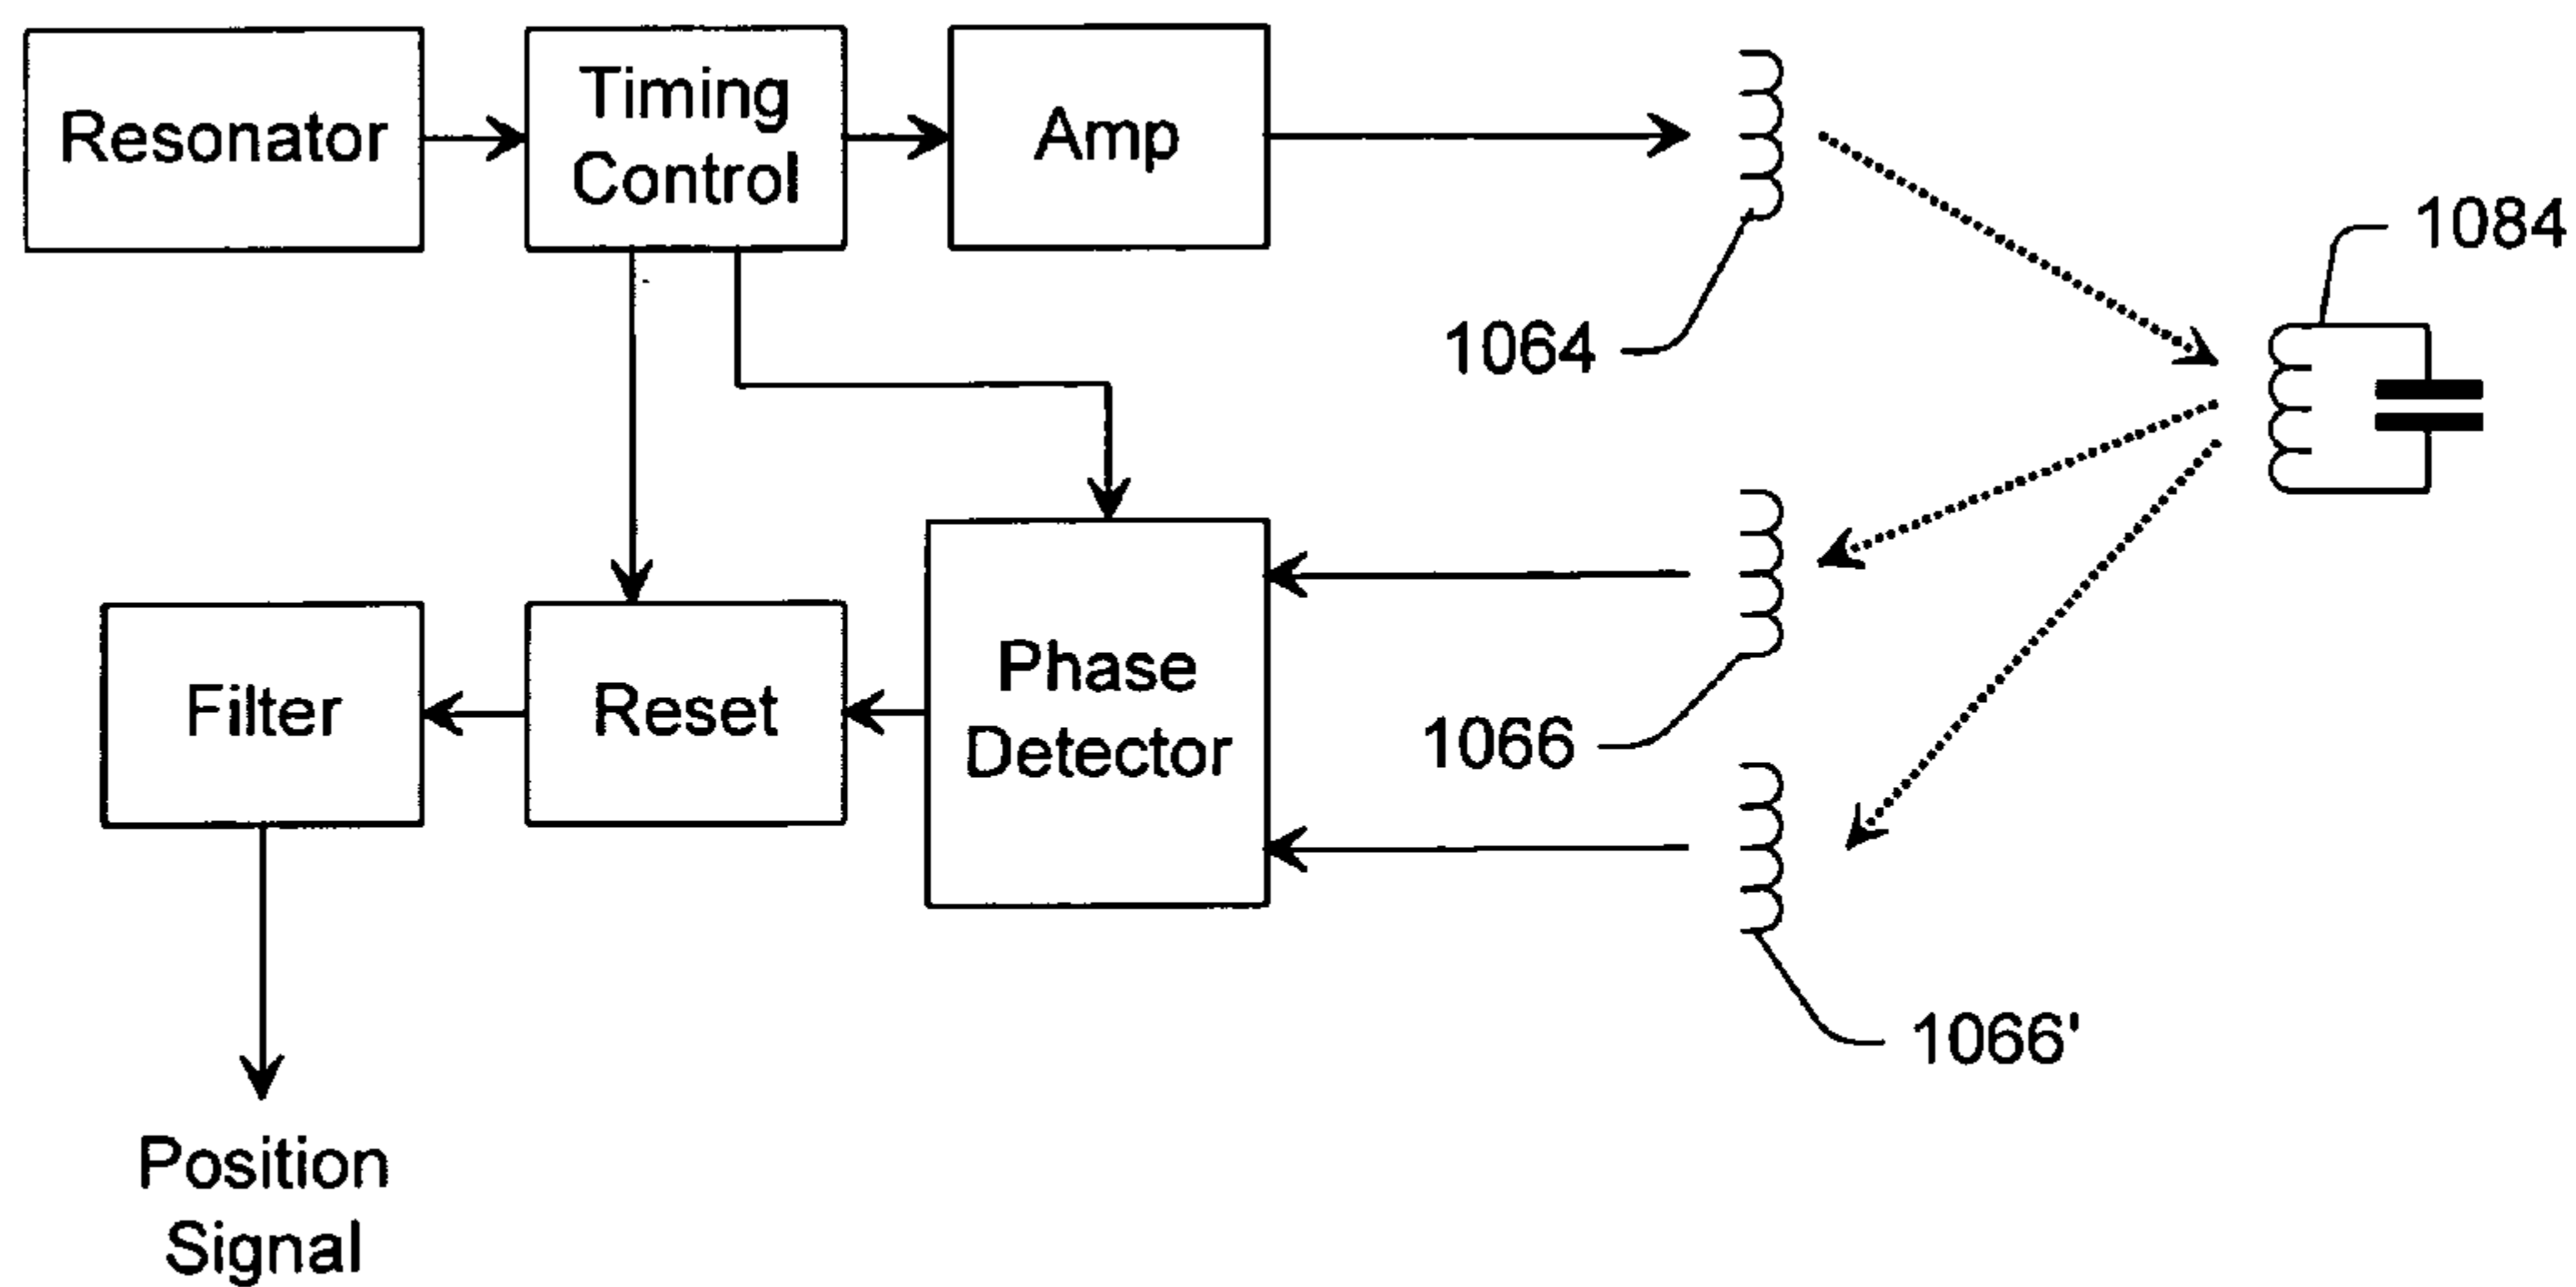 Resonator
Timing
Control
Amp
1084
1064
Filter
Reset
Phase
Detector
1066
1066'
Position
Signal